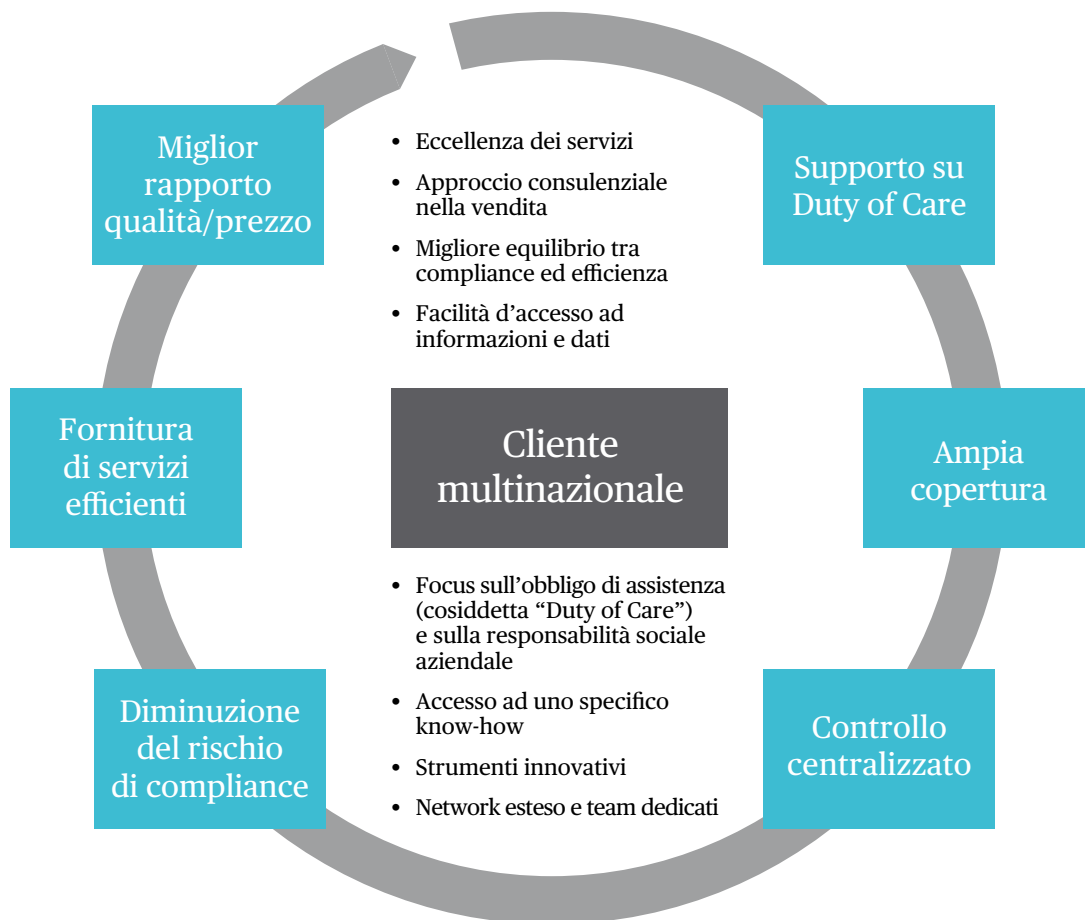 Miglior
rapporto
qualità/prezzo
• Eccellenza dei servizi
• Approccio consulenziale
nella vendita
• Migliore equilibrio tra
compliance ed efficienza
• Facilità d’accesso ad
informazioni e dati
Supporto su
Duty of Care
Fornitura
di servizi
efficienti
Cliente
multinazionale
Ampia
copertura
• Focus sull’obbligo di assistenza
(cosiddetta “Duty of Care”)
e sulla responsabilità sociale
aziendale
• Accesso ad uno specifico
know-how
• Strumenti innovativi
• Network esteso e team dedicati
Diminuzione
del rischio
di compliance
Controllo
centralizzato